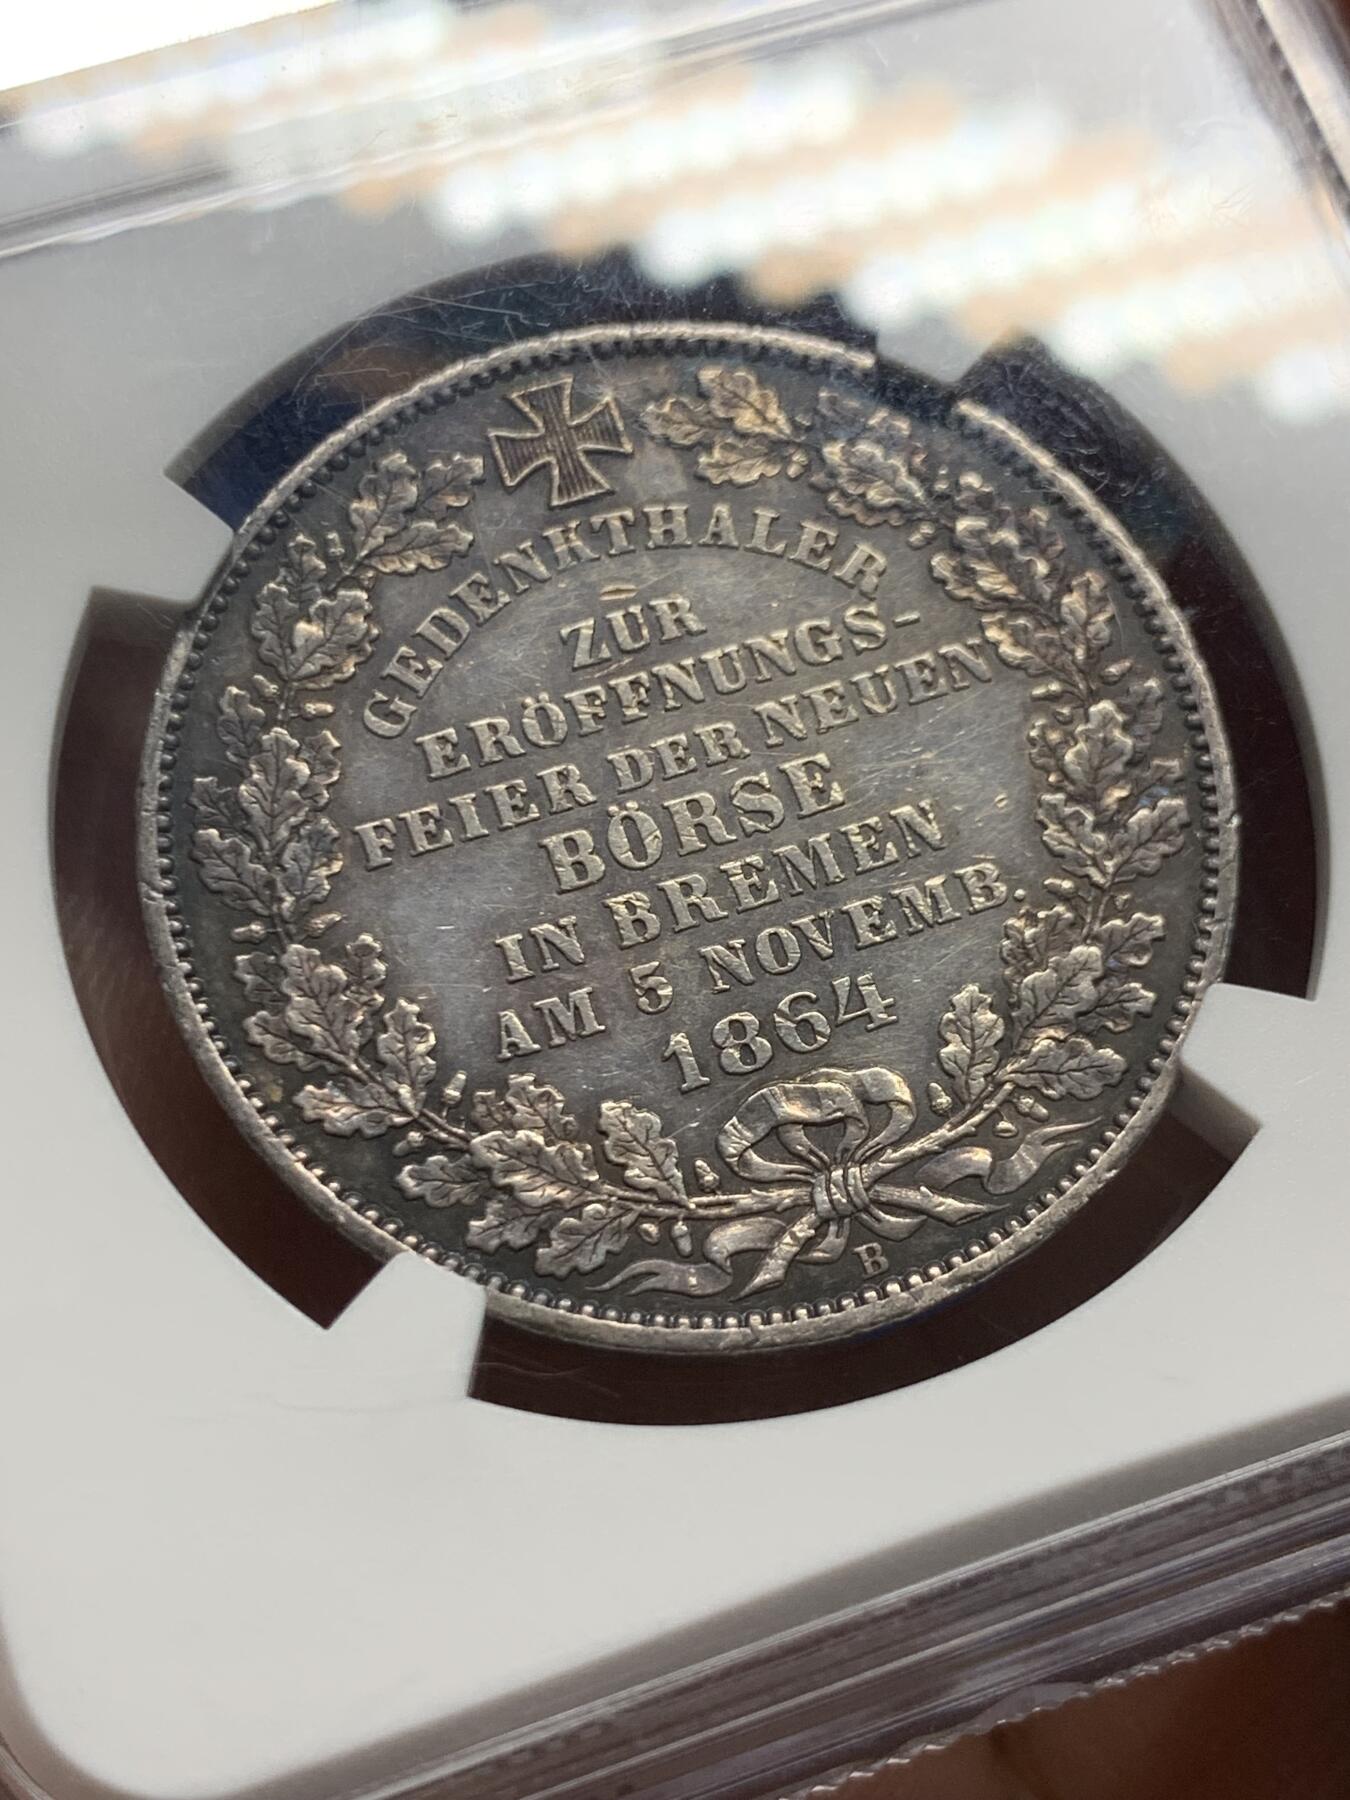 GEDENKTHALER
ZUR
ERÖFFNUNGS-
FEIER DER NEUEN
BÖRSE
IN BREMEN
AM 5 NOVEMB.
1864
B